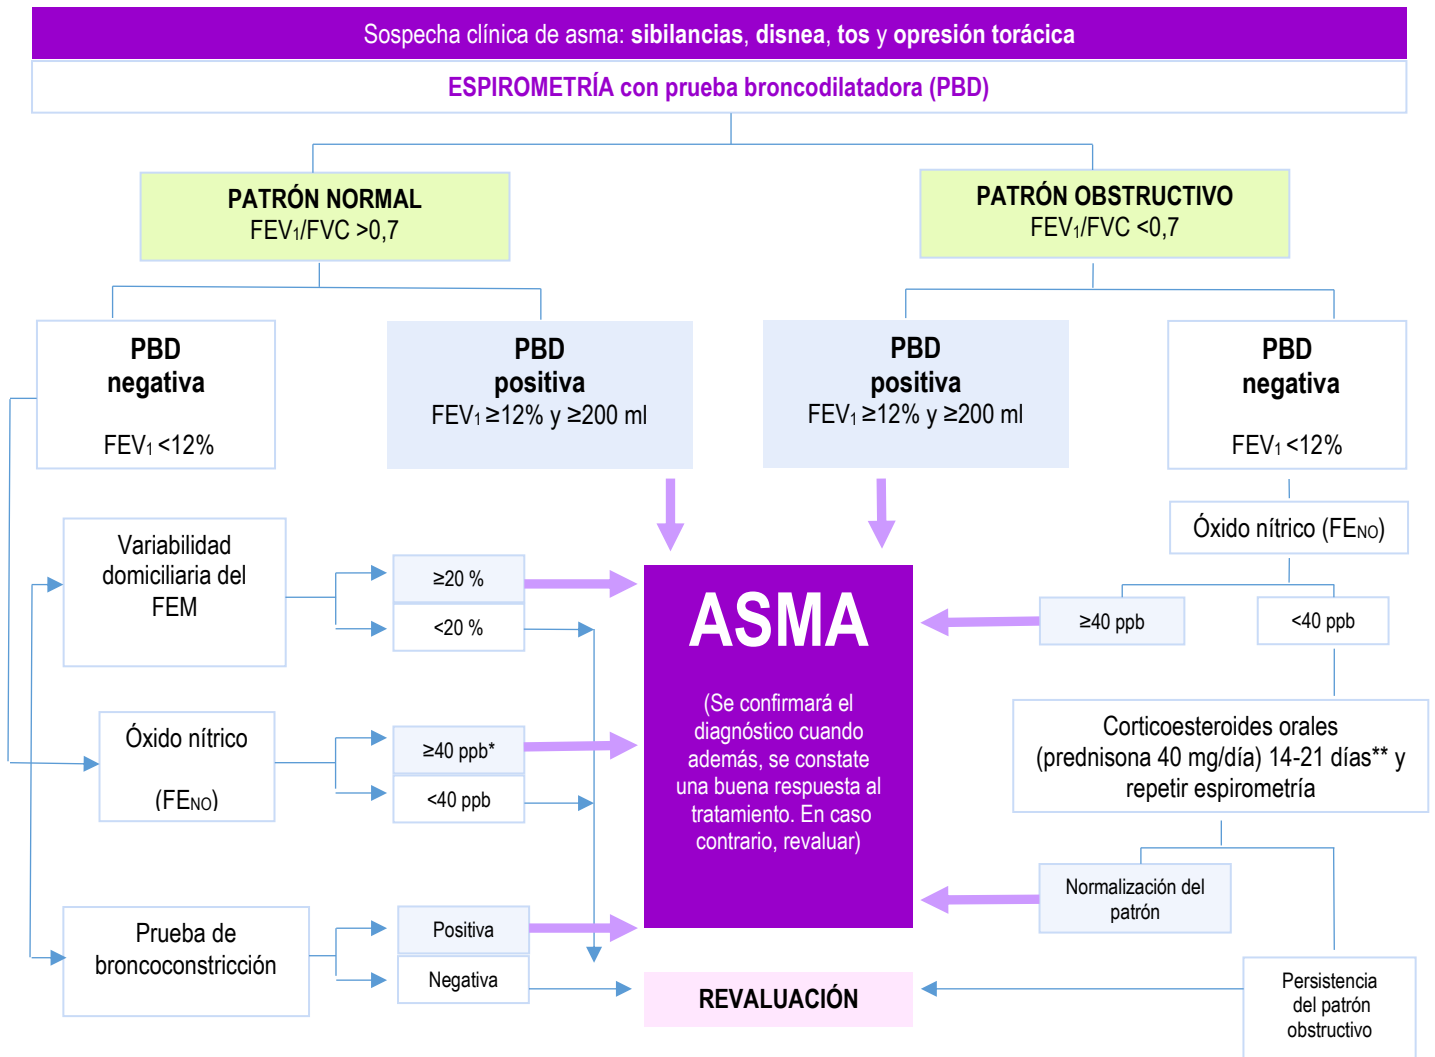 Sospecha clínica de asma: sibilancias, disnea, tos y opresión torácica
ESPIROMETRÍA con prueba broncodilatadora (PBD)
PATRÓN NORMAL
FEV₁/FVC >0,7
PATRÓN OBSTRUCTIVO
FEV₁/FVC <0,7
PBD
negativa
FEV₁ <12%
PBD
positiva
FEV₁ ≥12% y ≥200 ml
PBD
positiva
FEV₁ ≥12% y ≥200 ml
PBD
negativa
FEV₁ <12%
Variabilidad
domiciliaria del
FEM
≥20 %
<20 %
Óxido nítrico
(FENO)
≥40 ppb*
<40 ppb
Prueba de
broncoconstricción
Positiva
Negativa
ASMA
(Se confirmará el
diagnóstico cuando
además, se constate
una buena respuesta al
tratamiento. En caso
contrario, revaluar)
REVALUACIÓN
Óxido nítrico (FENO)
≥40 ppb
<40 ppb
Corticoesteroides orales
(prednisona 40 mg/día) 14-21 días** y
repetir espirometría
Normalización del
patrón
Persistencia
del patrón
obstructivo